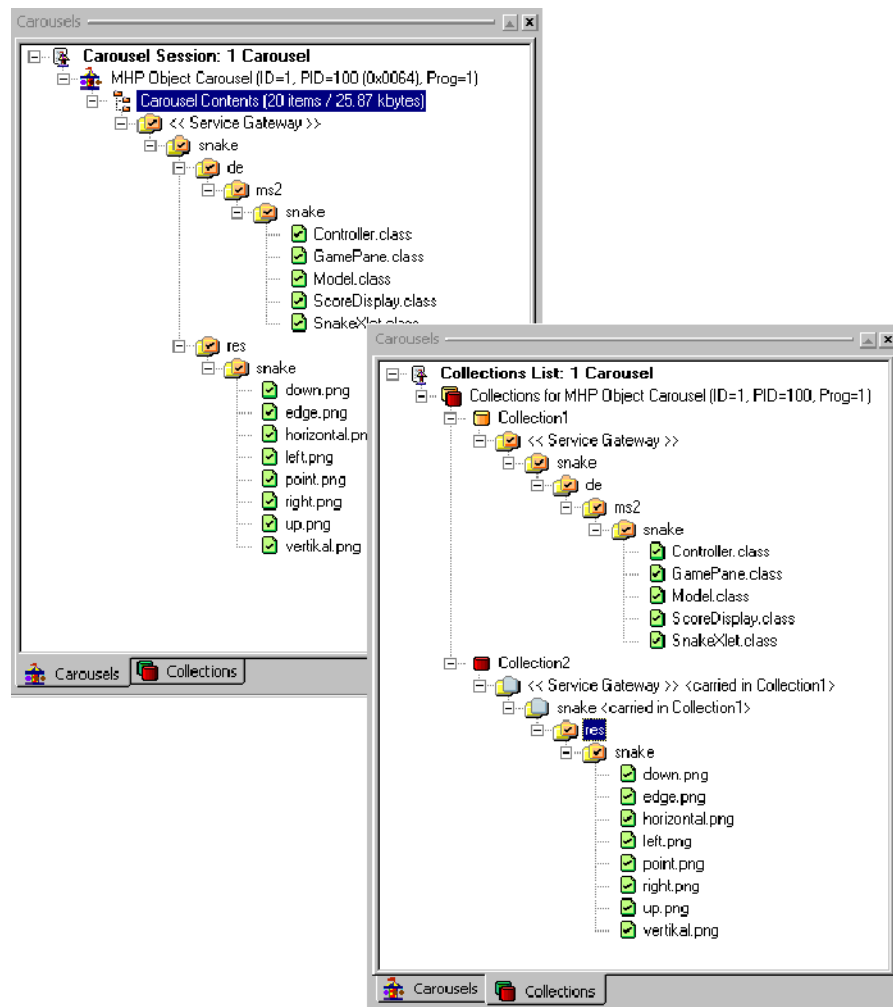 Carousels
Carousel Session: 1 Carousel
MHP Object Carousel (ID=1, PID=100 (0x0064), Prog=1)
Carousel Contents (20 items / 25.87 kbytes)
<< Service Gateway >>
snake
de
ms2
snake
Controller.class
GamePane.class
Model.class
ScoreDisplay.class
SnakeXlet.class
res
snake
down.png
edge.png
horizontal.pn
left.png
point.png
right.png
up.png
vertikal.png
Carousels
Collections
Carousels
Collections List: 1 Carousel
Collections for MHP Object Carousel (ID=1, PID=100, Prog=1)
Collection1
<< Service Gateway >>
snake
de
ms2
snake
Controller.class
GamePane.class
Model.class
ScoreDisplay.class
SnakeXlet.class
Collection2
<< Service Gateway >> <carried in Collection1>
snake <carried in Collection1>
res
snake
down.png
edge.png
horizontal.png
left.png
point.png
right.png
up.png
vertikal.png
Carousels
Collections